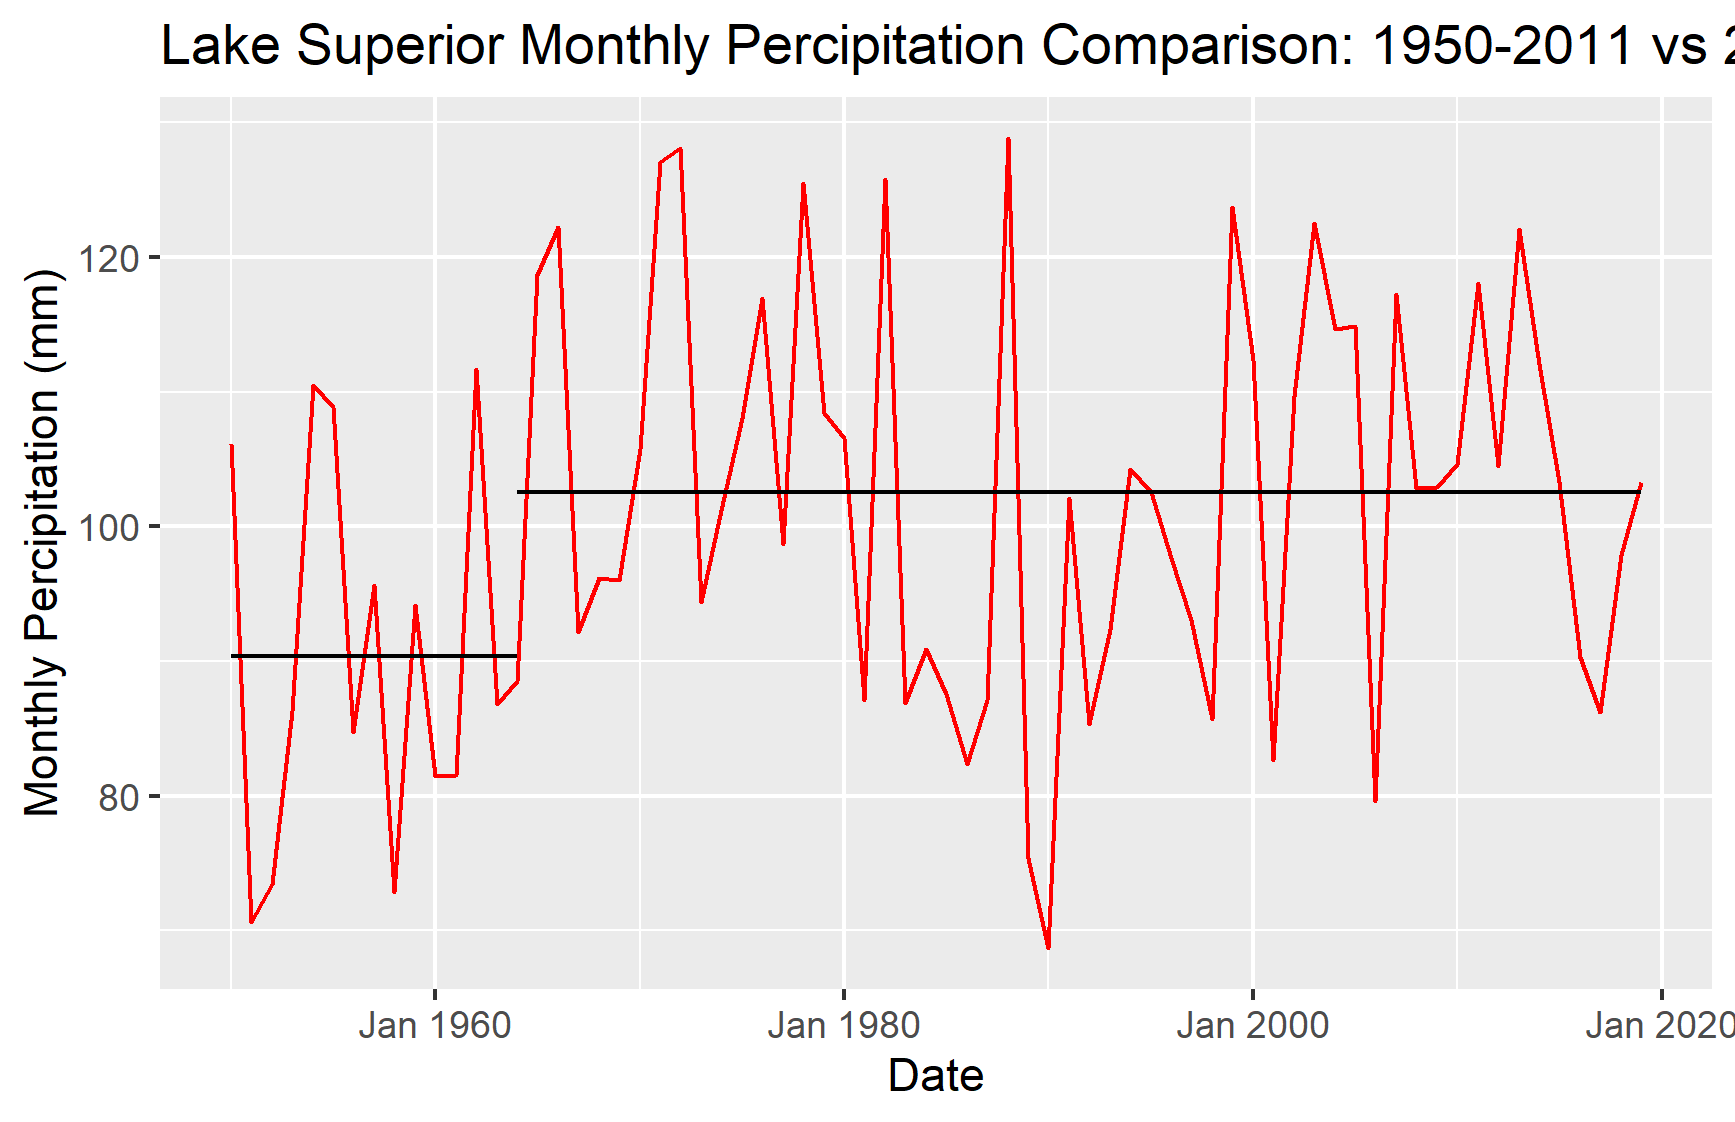 Lake Superior Monthly Percipitation Comparison: 1950-2011 vs
Monthly Percipitation (mm)
120
100
80
Jan 1960
Jan 1980
Jan 2000
Jan 2020
Date